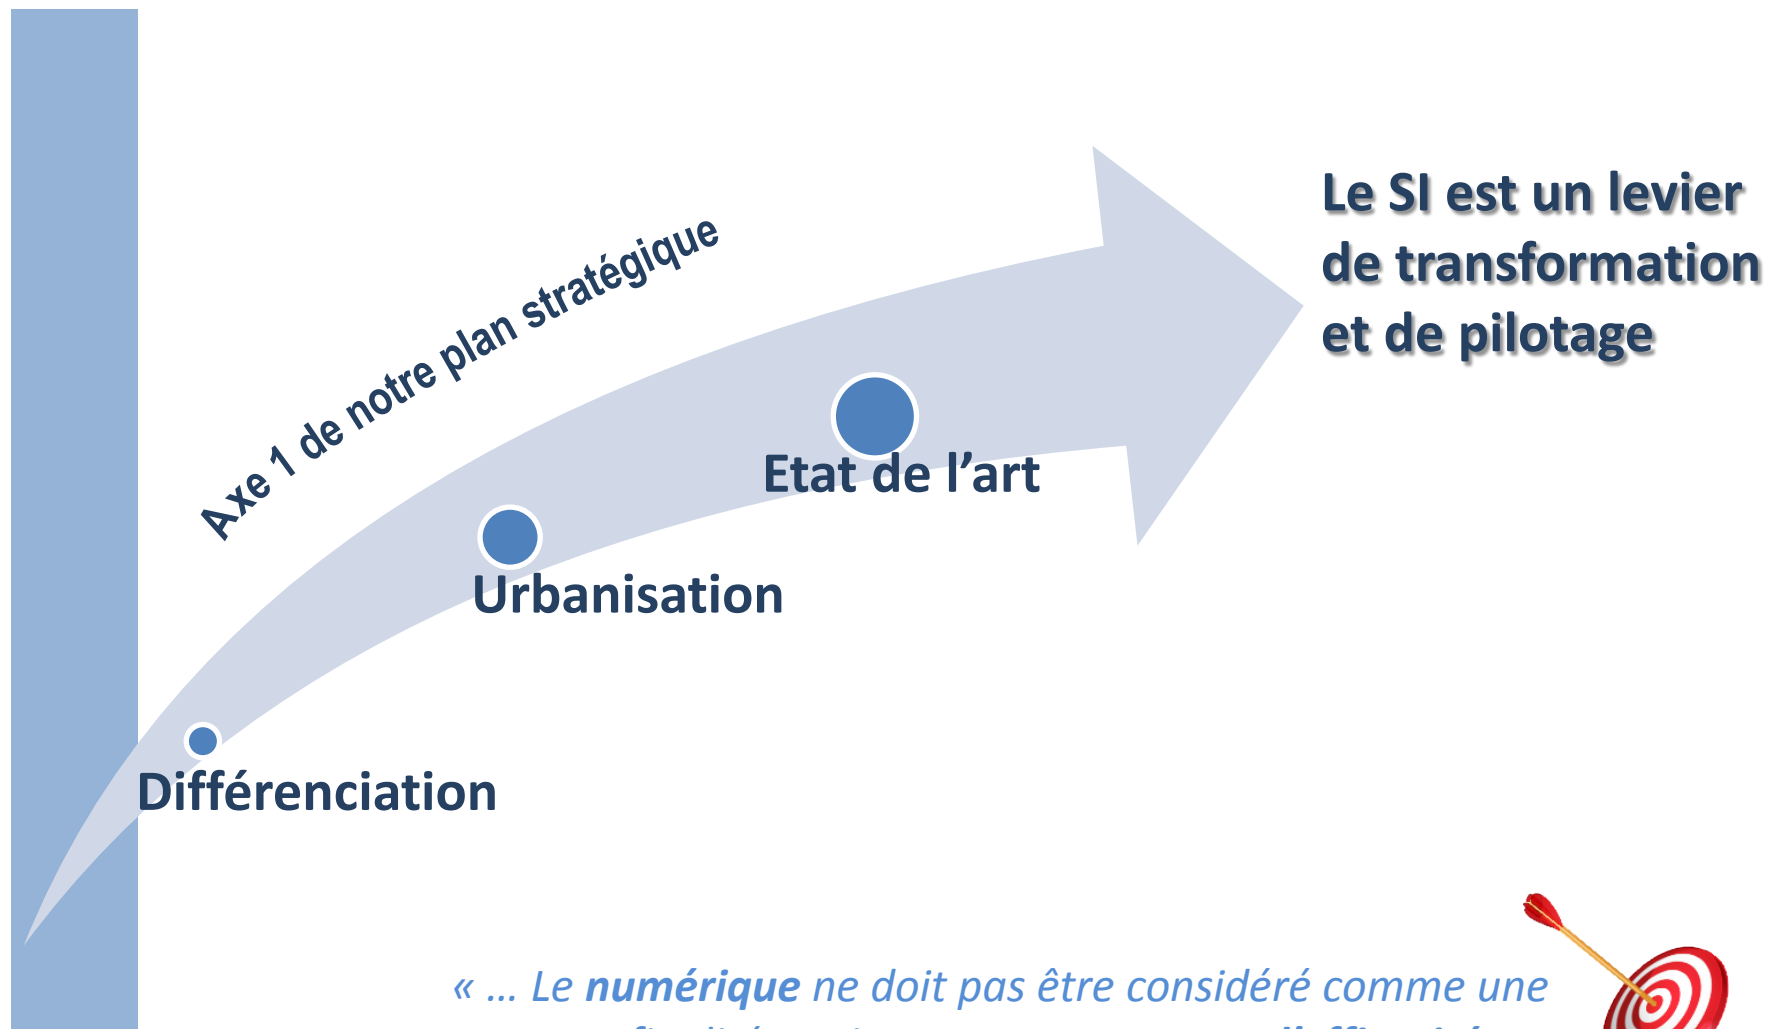 Axe 1 de notre plan stratégique
Le SI est un levier
de transformation
et de pilotage
Etat de l’art
Urbanisation
Différenciation
« … Le numérique ne doit pas être considéré comme une